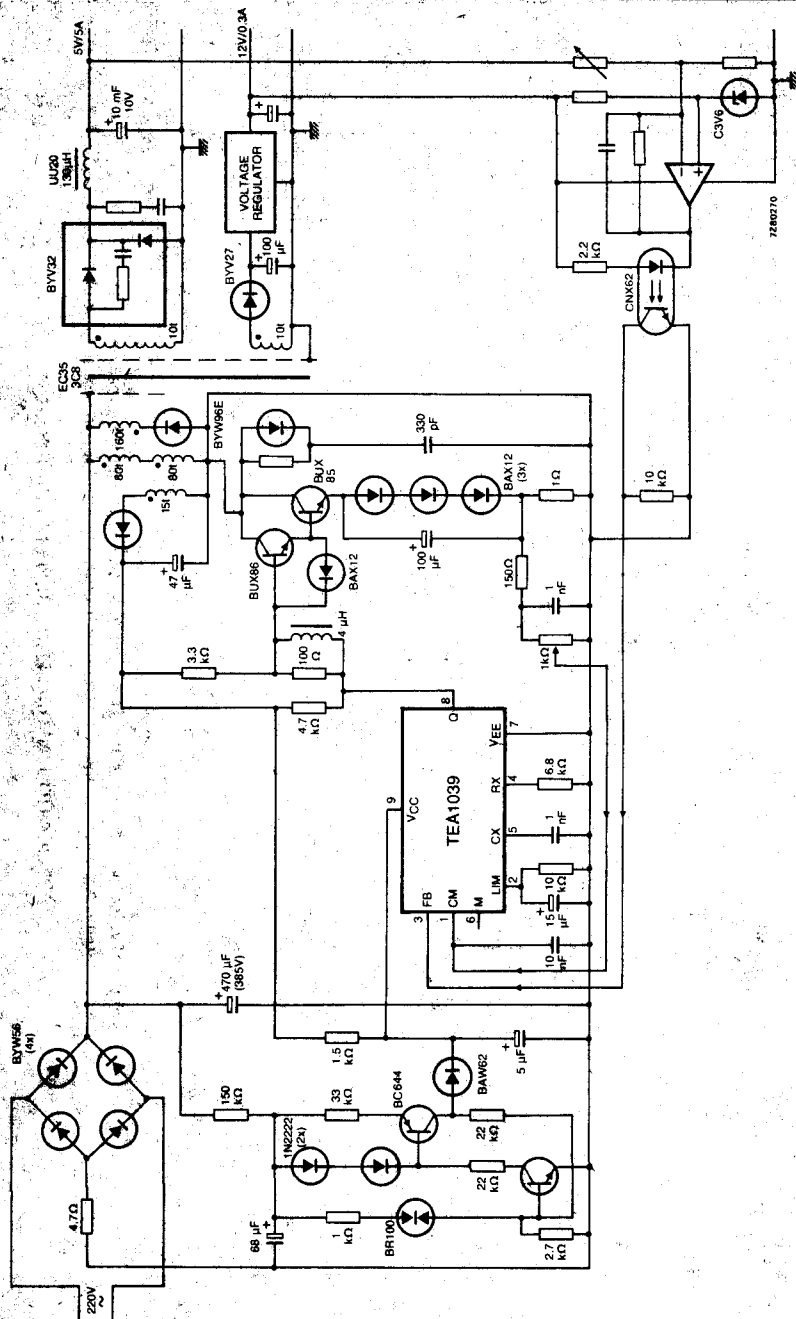 5W/5A
12V/0.3A
+
10 mF
10V
UU20
130µH
BYV32
10t
+
VOLTAGE
REGULATOR
BYV27
+
100
µF
10t
C3V6
−
+
7Z80270
2.2
kΩ
CNX62
10
kΩ
EC35
3C8
160t
80t
80t
BYW96E
15t
+
47
µF
BUX
85
BUX86
BAX12
330
pF
BAX12
(3x)
100
µF
+
1Ω
150Ω
1
nF
1kΩ
3.3
kΩ
100
Ω
4 µH
4.7
kΩ
8
Q
9
VCC
TEA1039
VEE
7
RX
4
6.8
kΩ
CX
5
1
nF
LIM
2
10
kΩ
+
15
µF
FB
3
CM
1
M
6
10
nF
BYW56
(4x)
4.7Ω
220V
~
+
470 µF
(385V)
150
kΩ
1.5
kΩ
+
5 µF
BAW62
33
kΩ
BC644
22
kΩ
1N2222
(2x)
22
kΩ
68 µF
+
1
kΩ
BR100
2.7
kΩ